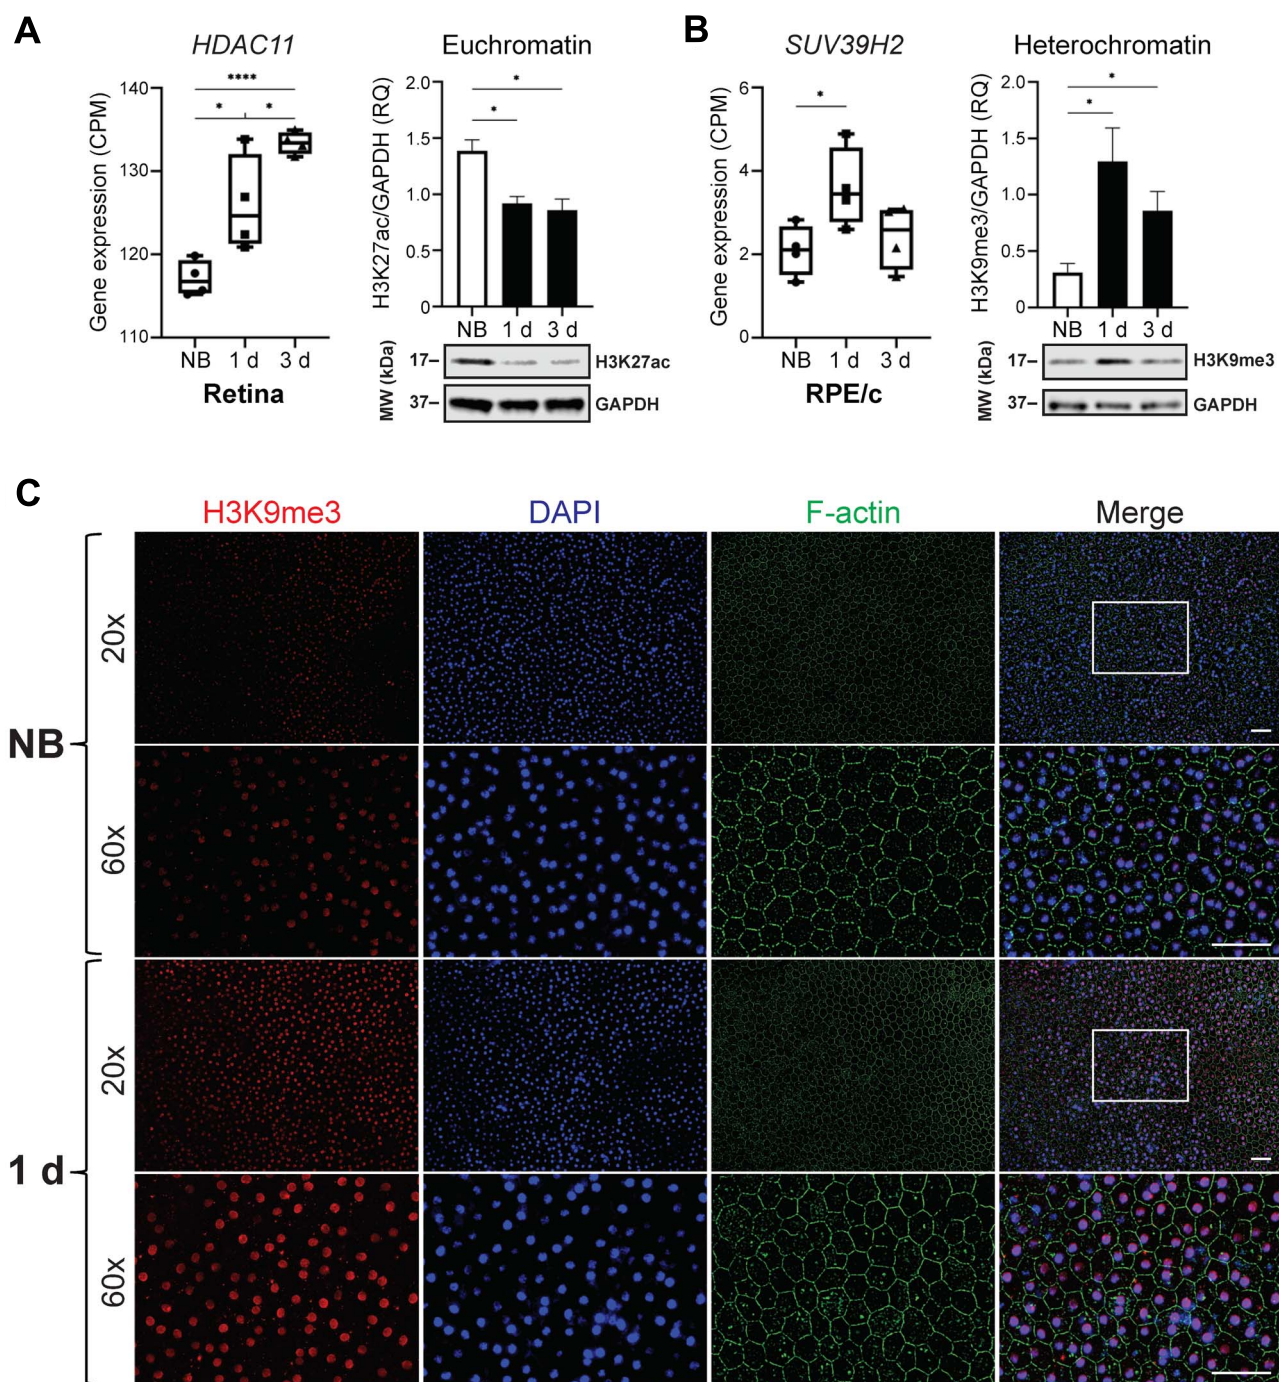 A
HDAC11
****
* *
Gene expression (CPM)
140
130
120
110
NB 1 d 3 d
Retina
Euchromatin
*
*
H3K27ac/GAPDH (RQ)
2.0
1.5
1.0
0.5
0
NB 1 d 3 d
MW (kDa)
17 H3K27ac
37 GAPDH
B
SUV39H2
*
Gene expression (CPM)
6
4
2
0
NB 1 d 3 d
RPE/c
Heterochromatin
*
*
H3K9me3/GAPDH (RQ)
2.0
1.5
1.0
0.5
0
NB 1 d 3 d
MW (kDa)
17 H3K9me3
37 GAPDH
C
H3K9me3 DAPI F-actin Merge
NB
20x
60x
1 d
20x
60x